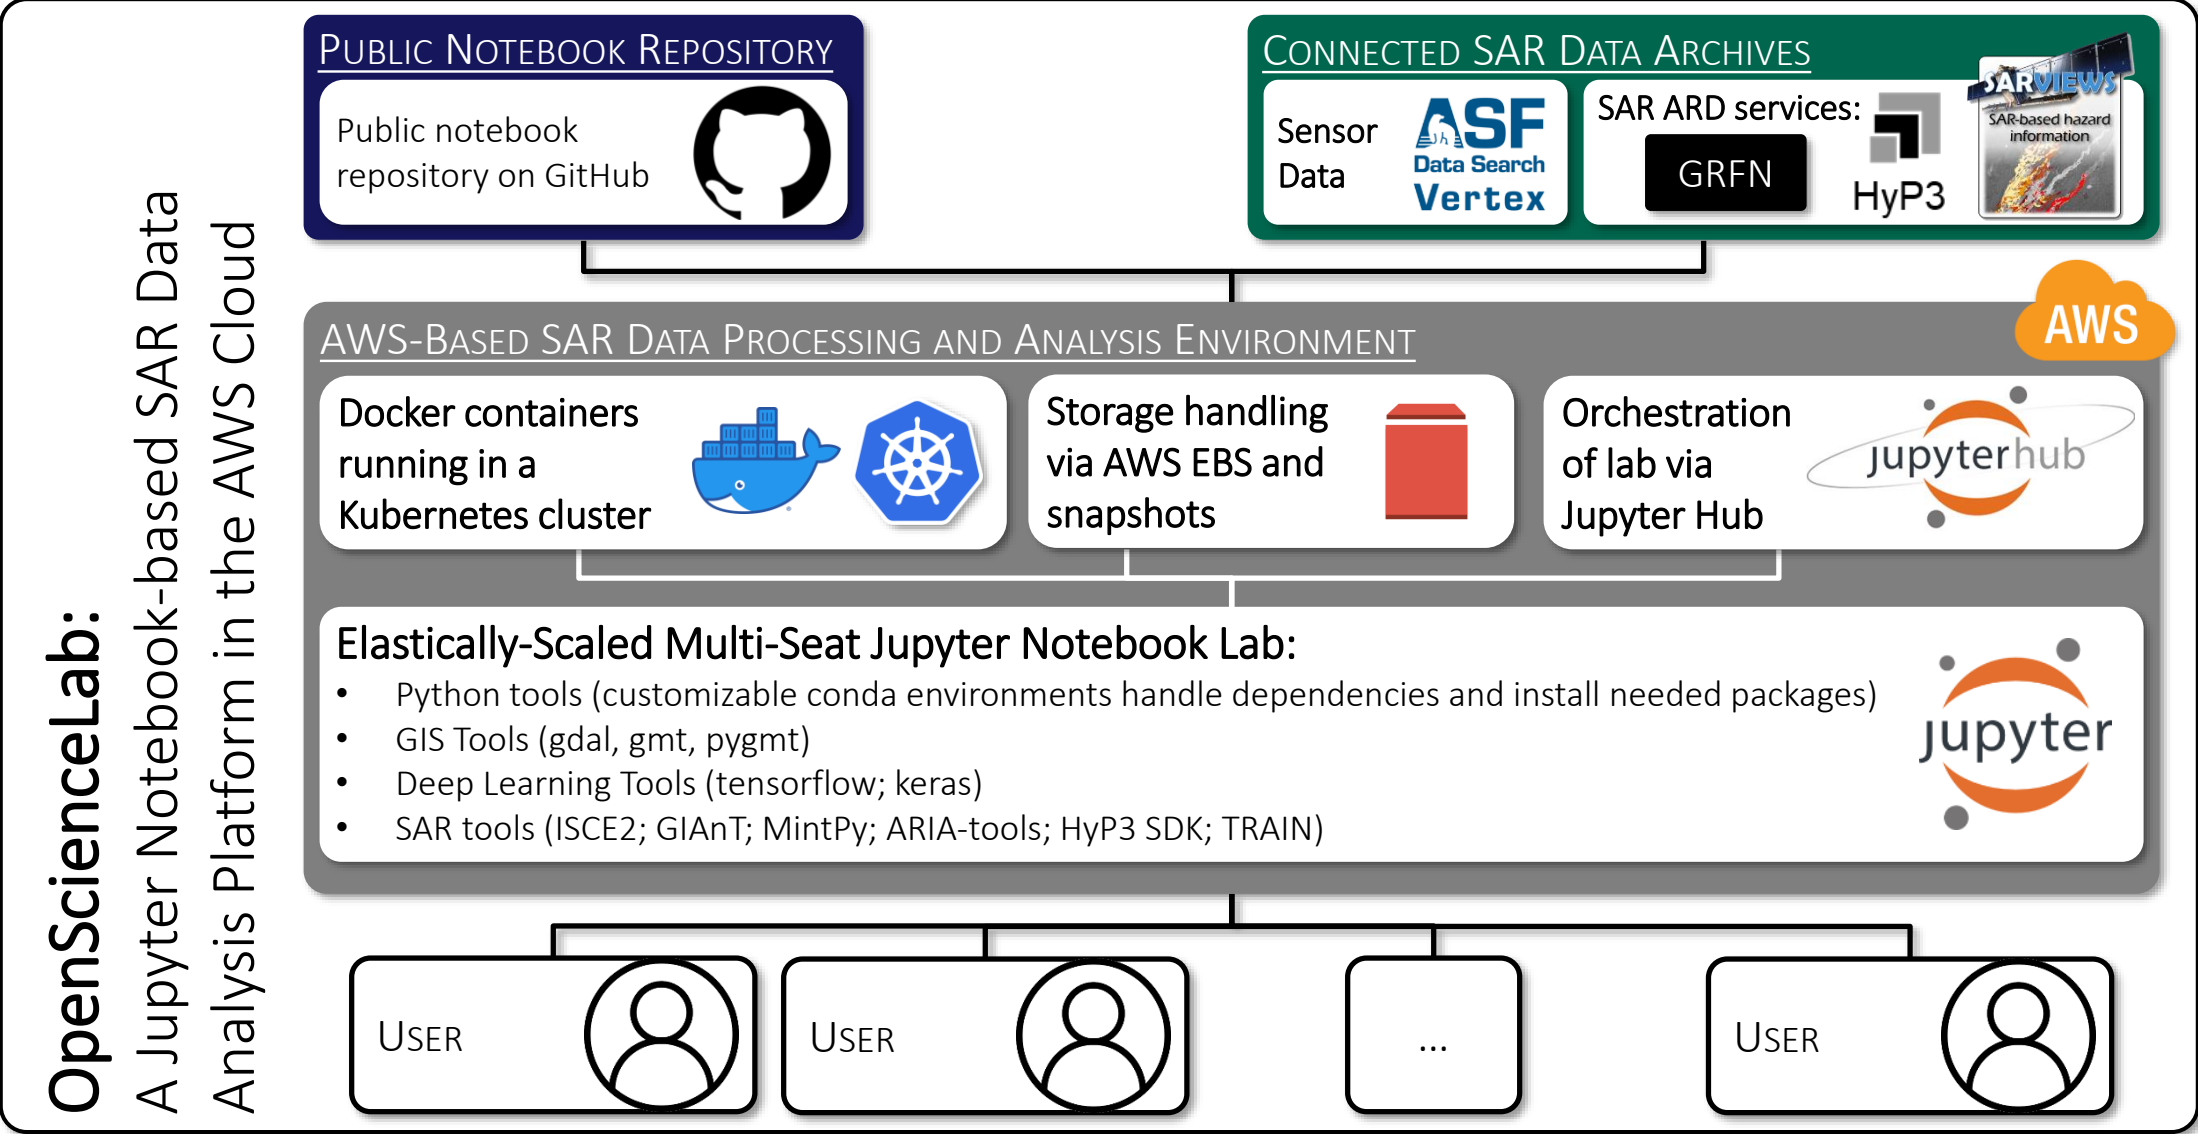 OpenScienceLab:
A Jupyter Notebook-based SAR Data
Analysis Platform in the AWS Cloud
Public Notebook Repository
Public notebook
repository on GitHub
Connected SAR Data Archives
Sensor
Data
ASF
Data Search
Vertex
SAR ARD services:
GRFN
HyP3
SARVIEWS
SAR-based hazard
information
AWS
AWS-Based SAR Data Processing and Analysis Environment
Docker containers
running in a
Kubernetes cluster
Storage handling
via AWS EBS and
snapshots
Orchestration
of lab via
Jupyter Hub
jupyterhub
Elastically-Scaled Multi-Seat Jupyter Notebook Lab:
• Python tools (customizable conda environments handle dependencies and install needed packages)
• GIS Tools (gdal, gmt, pygmt)
• Deep Learning Tools (tensorflow; keras)
• SAR tools (ISCE2; GIAnT; MintPy; ARIA-tools; HyP3 SDK; TRAIN)
jupyter
User
User
...
User